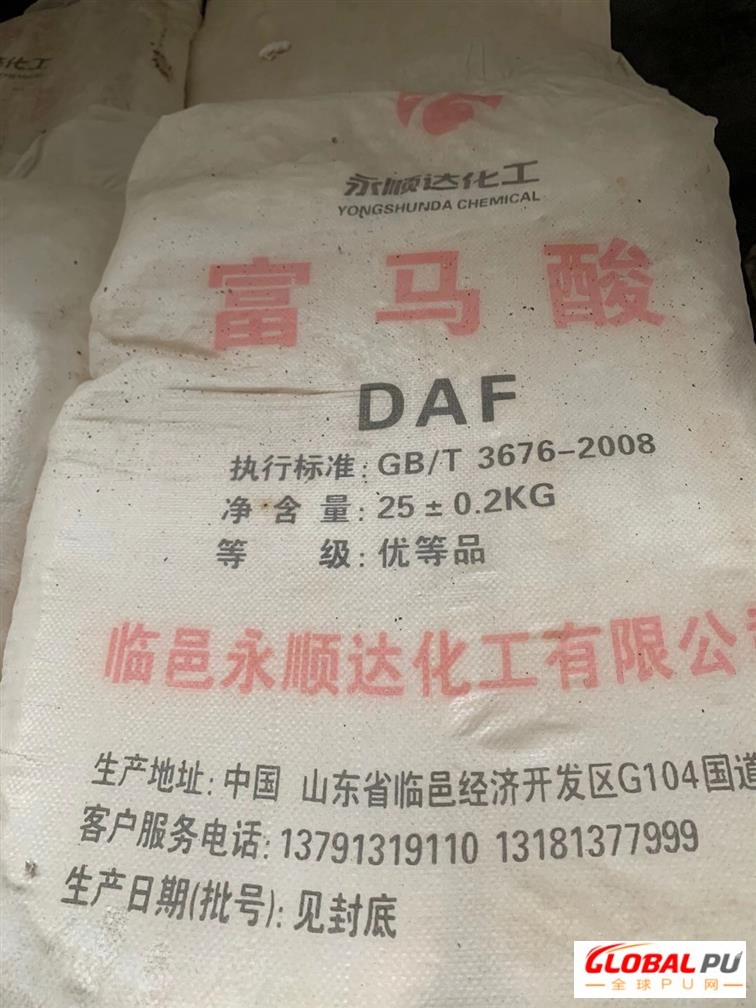 达化工
永顺达化工
YONGSHUNDA CHEMICAL
富马酸
DAF
执行标准:GB/T 3676-2008
净含量:25±0.2KG
等级:优等品
临邑永顺达化工有限公
生产地址:中国 山东省临邑经济开发区G104国道
客户服务电话:13791319110 13181377999
生产日期(批号):见封底
GLOBAL PU
全球PU网